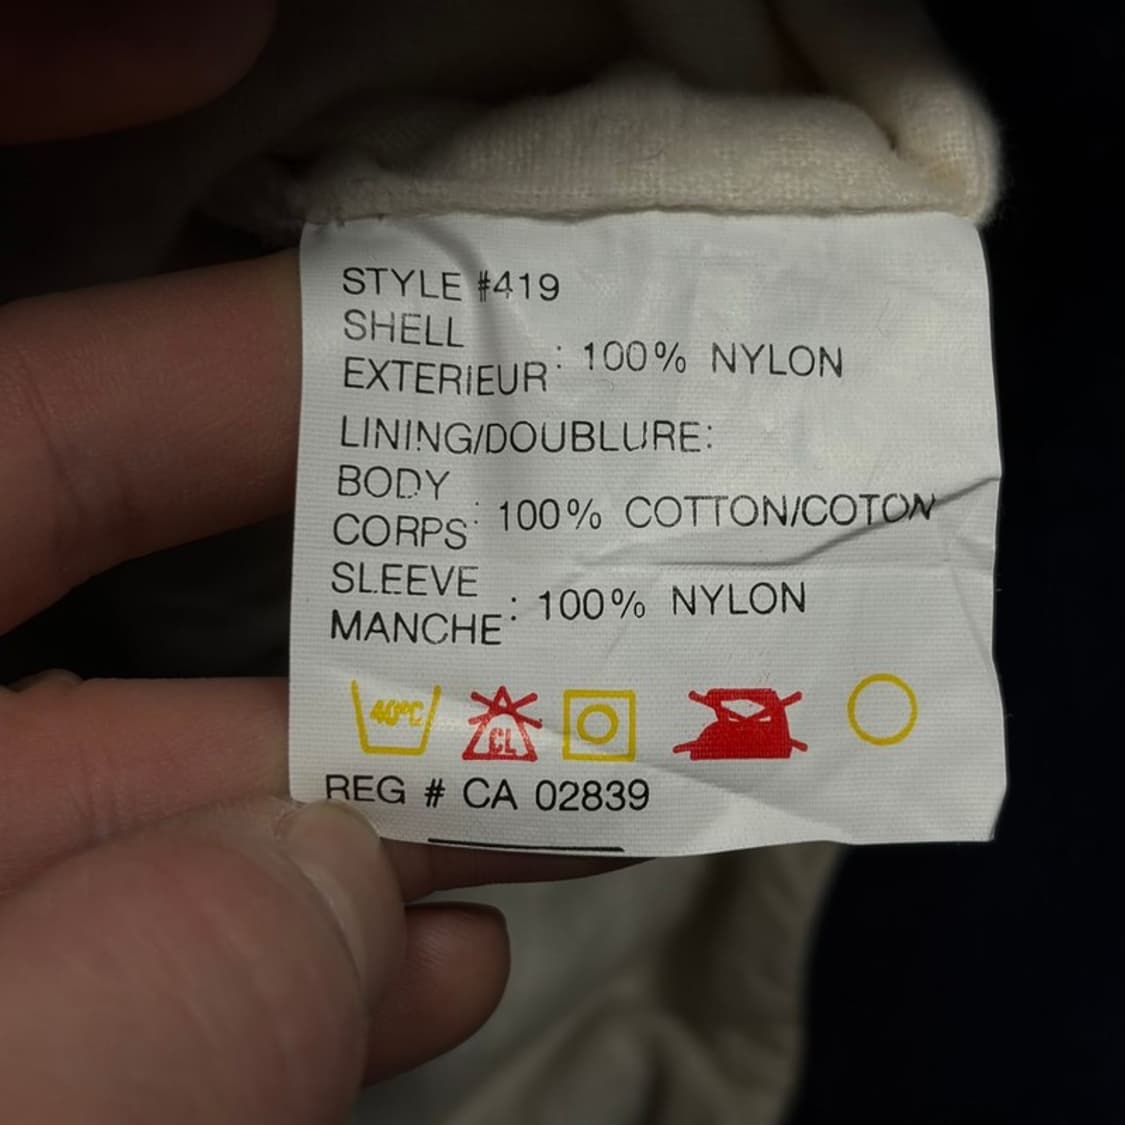 STYLE #419
SHELL
EXTERIEUR : 100% NYLON
LINING/DOUBLURE:
BODY
CORPS : 100% COTTON/COTON
SLEEVE
MANCHE : 100% NYLON
40°C CL
REG # CA 02839